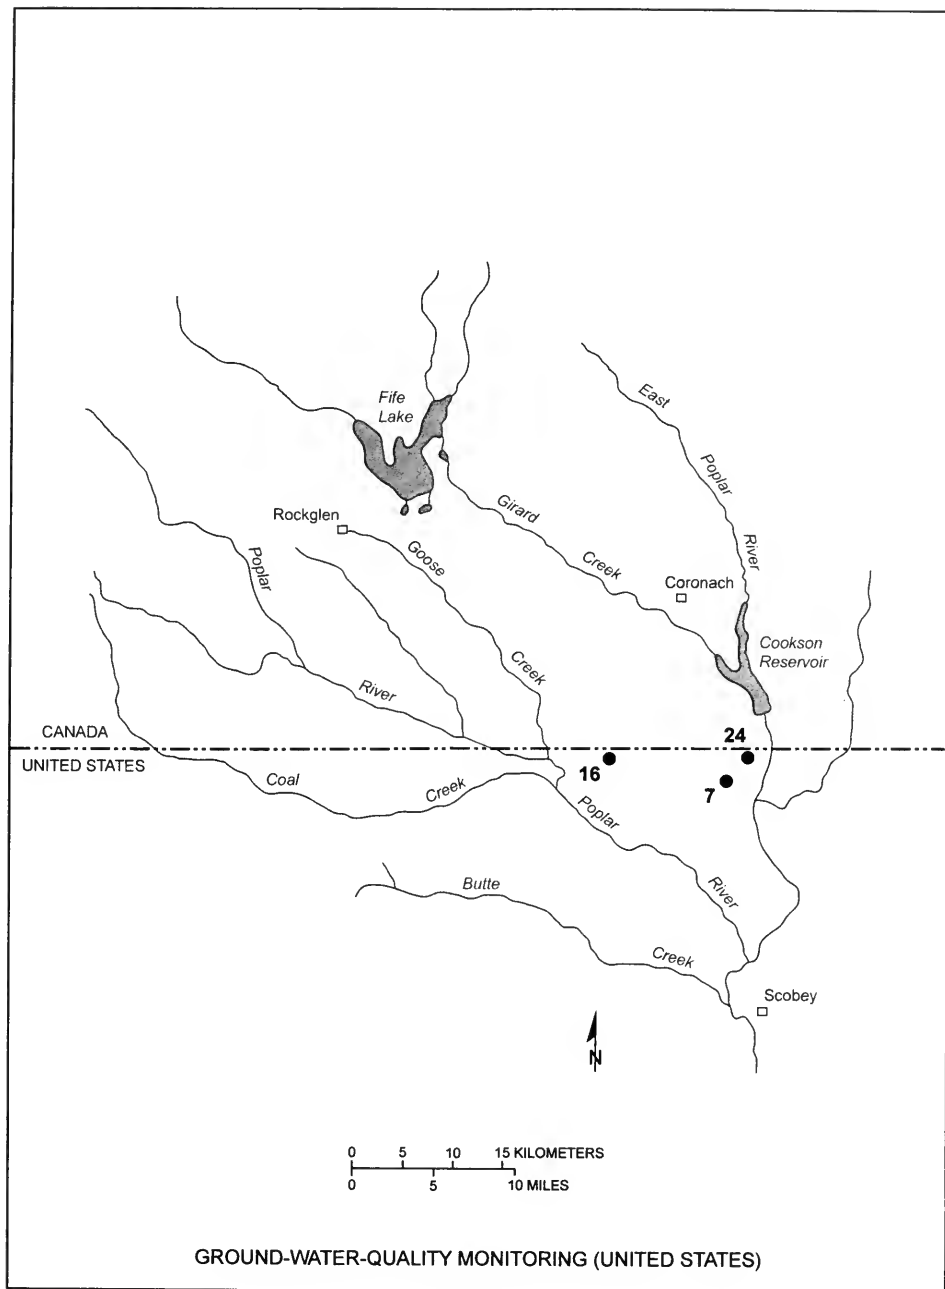 Fife
Lake
East
Poplar
River
Girard
Creek
Rockglen
Goose
Creek
Coronach
Poplar
River
Cookson
Reservoir
CANADA
UNITED STATES
24
16
7
Coal
Creek
Poplar
River
Butte
Creek
Scobey
N
0 5 10 15 KILOMETERS
0 5 10 MILES
GROUND-WATER-QUALITY MONITORING (UNITED STATES)